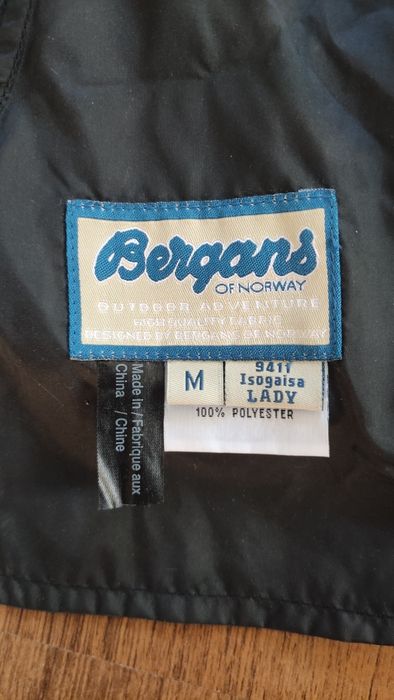 Bergans
OF NORWAY
OUTDOOR ADVENTURE
HIGH QUALITY FABRIC
DESIGNED BY BERGANS OF NORWAY
M
9411
Isogaisa
LADY
100% POLYESTER
Made in / Fabrique aux
China / Chine